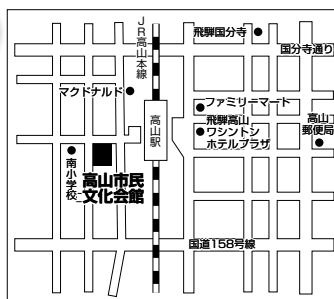 JR高山本線
飛騨国分寺
国分寺通り
マクドナルド
高山駅
ファミリーマート
飛騨高山
ワシントン
ホテルプラザ
高山
郵便局
南小学校
高山市民
文化会館
国道158号線